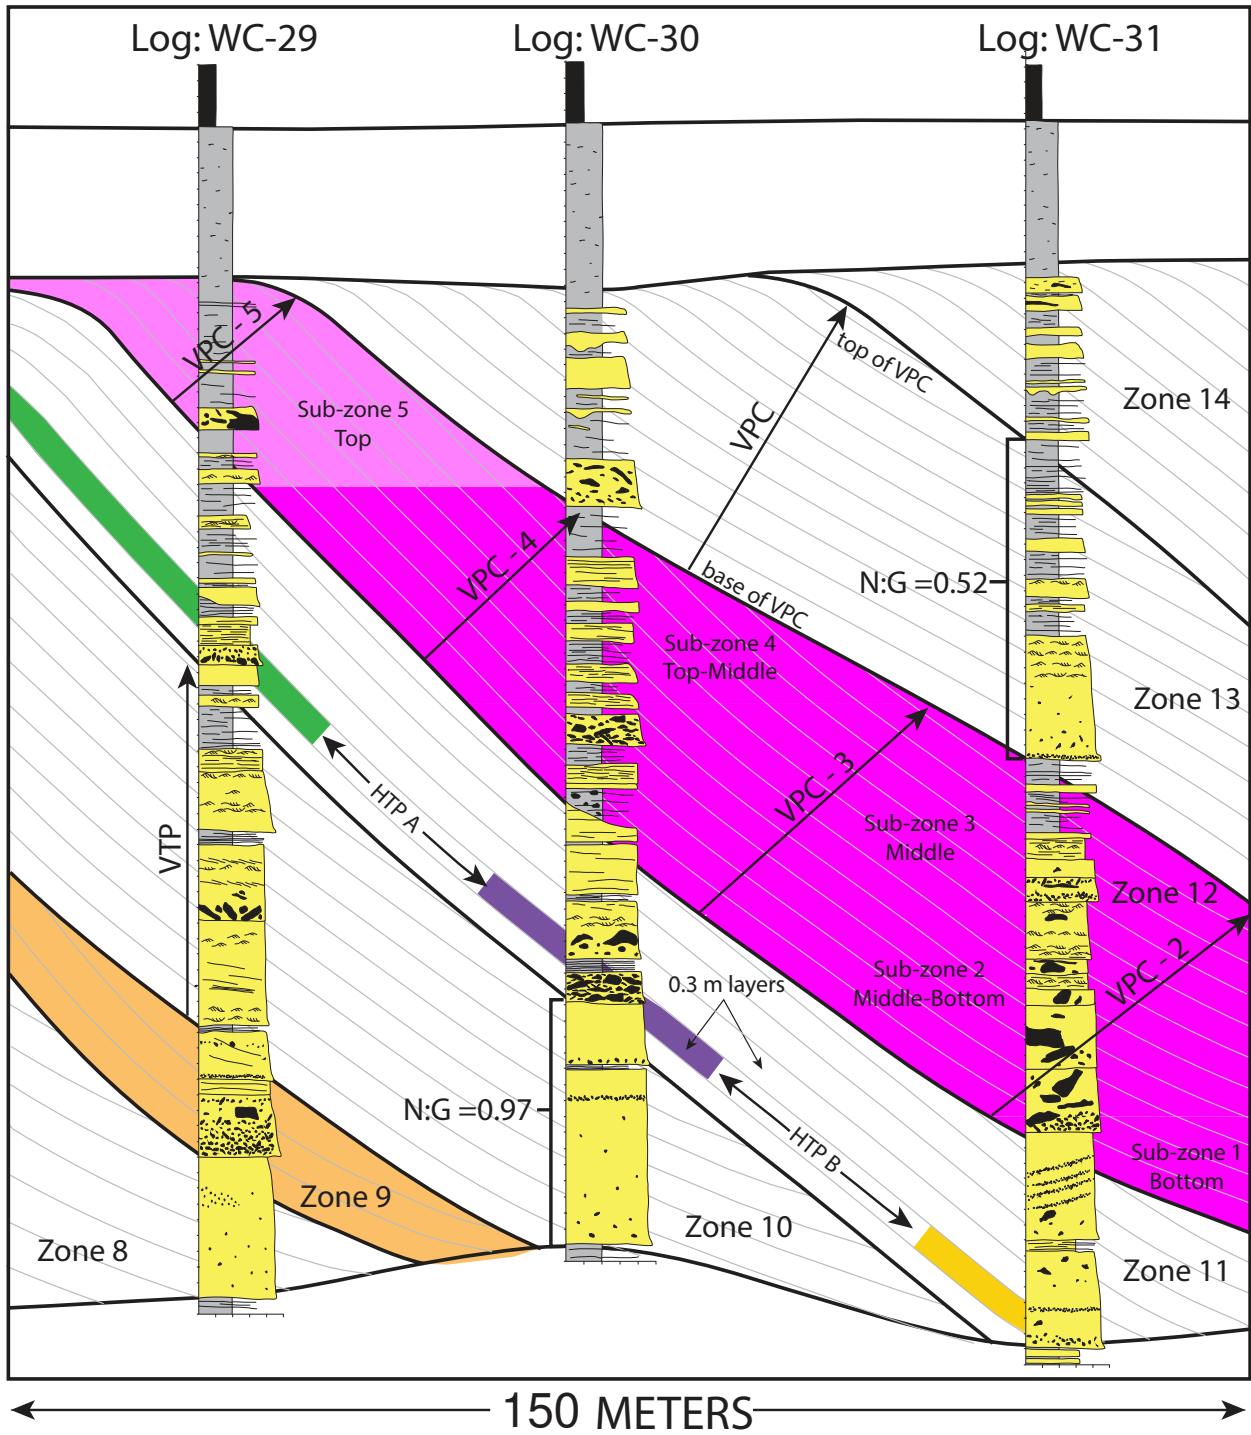 Log: WC-29
Log: WC-30
Log: WC-31
VPC - 5
Sub-zone 5
Top
top of VPC
VPC
Zone 14
VPC - 4
base of VPC
N:G =0.52
Sub-zone 4
Top-Middle
Zone 13
HTP A
VTP
VPC - 3
Sub-zone 3
Middle
Zone 12
Sub-zone 2
Middle-Bottom
0.3 m layers
VPC - 2
N:G =0.97
HTP B
Sub-zone 1
Bottom
Zone 9
Zone 10
Zone 8
Zone 11
150 METERS